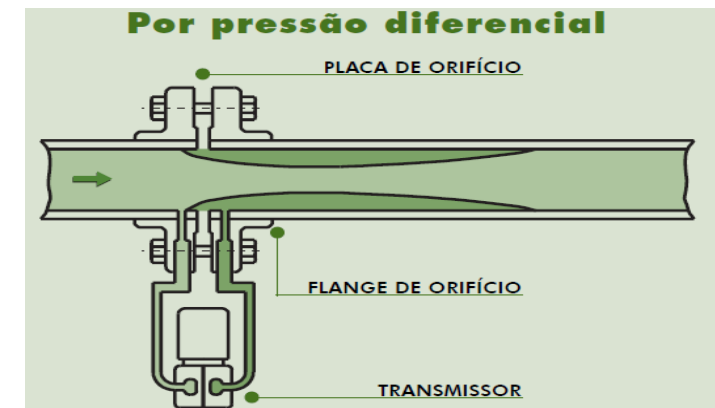 Por pressão diferencial
PLACA DE ORIFÍCIO
FLANGE DE ORIFÍCIO
TRANSMISSOR